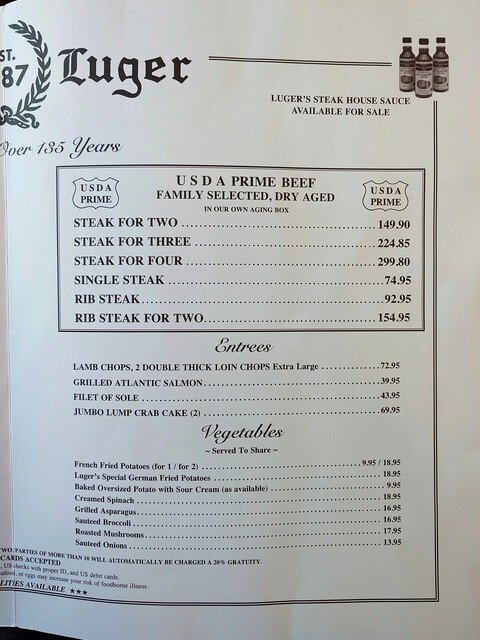 ST.
87
Luger
LUGER'S STEAK HOUSE SAUCE
AVAILABLE FOR SALE
Over 135 Years
USDA
PRIME
U S D A PRIME BEEF
FAMILY SELECTED, DRY AGED
IN OUR OWN AGING BOX
USDA
PRIME
STEAK FOR TWO 149.90
STEAK FOR THREE 224.85
STEAK FOR FOUR 299.80
SINGLE STEAK 74.95
RIB STEAK 92.95
RIB STEAK FOR TWO 154.95
Entrees
LAMB CHOPS, 2 DOUBLE THICK LOIN CHOPS Extra Large 72.95
GRILLED ATLANTIC SALMON 39.95
FILET OF SOLE 43.95
JUMBO LUMP CRAB CAKE (2) 69.95
Vegetables
~ Served To Share ~
French Fried Potatoes (for 1 / for 2) 9.95 / 18.95
Luger's Special German Fried Potatoes 18.95
Baked Oversized Potato with Sour Cream (as available) 9.95
Creamed Spinach 18.95
Grilled Asparagus 16.95
Sauteed Broccoli 16.95
Roasted Mushrooms 17.95
Sauteed Onions 13.95
TWO. PARTIES OF MORE THAN 10 WILL AUTOMATICALLY BE CHARGED A 20% GRATUITY.
CARDS ACCEPTED
, US checks with proper ID, and US debit cards.
eafood, or eggs may increase your risk of foodborne illness.
LITIES AVAILABLE ★★★